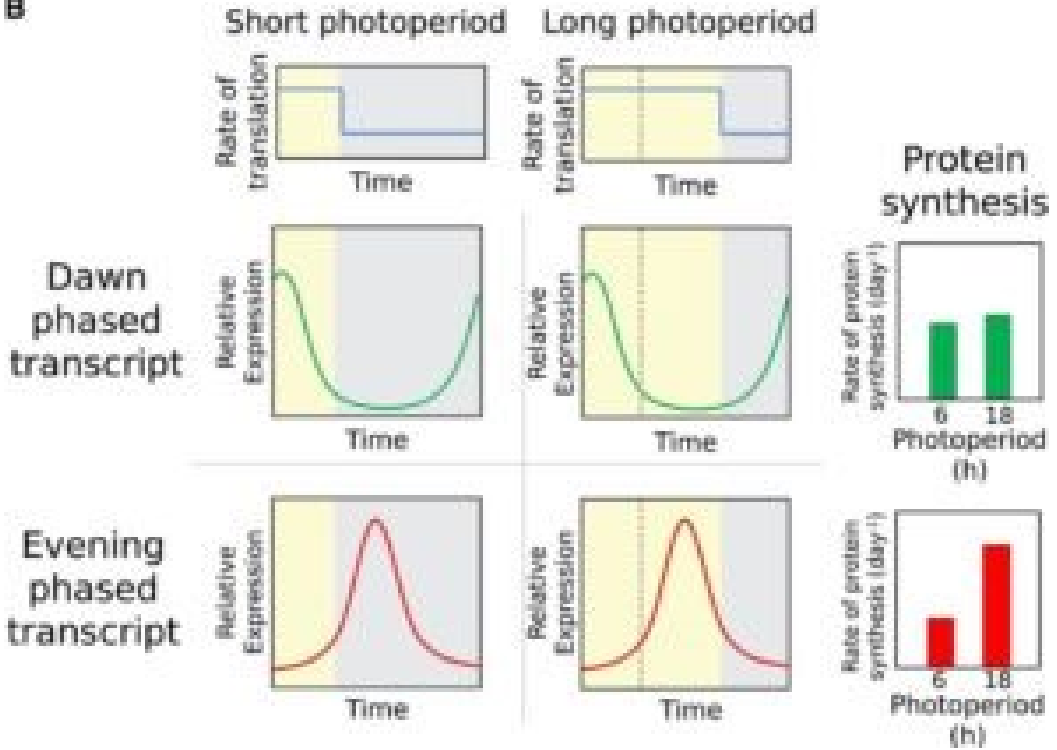 B
Short photoperiod
Long photoperiod
Rate of
translation
Time
Rate of
translation
Time
Protein
synthesis
Dawn
phased
transcript
Relative
Expression
Time
Relative
Expression
Time
Rate of protein
synthesis (day⁻¹)
6
18
Photoperiod
(h)
Evening
phased
transcript
Relative
Expression
Time
Relative
Expression
Time
Rate of protein
synthesis (day⁻¹)
6
18
Photoperiod
(h)